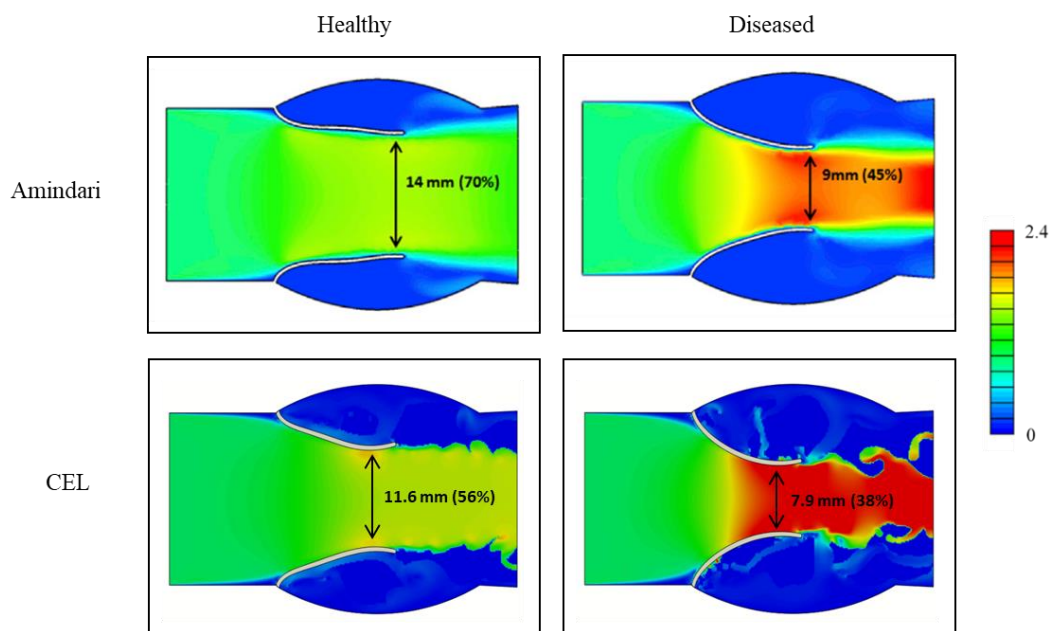 Healthy
Diseased
Amindari
14 mm (70%)
9mm (45%)
2.4
0
CEL
11.6 mm (56%)
7.9 mm (38%)